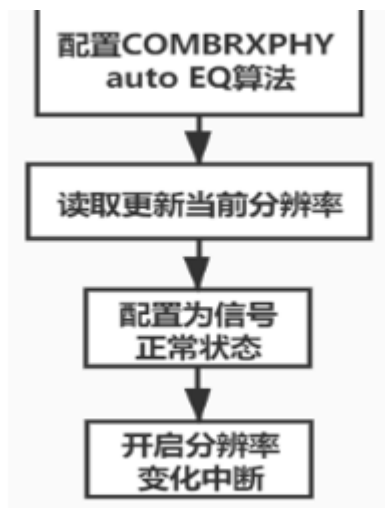 配置COMBRXPHY
auto EQ算法
读取更新当前分辨率
配置为信号
正常状态
开启分辨率
变化中断